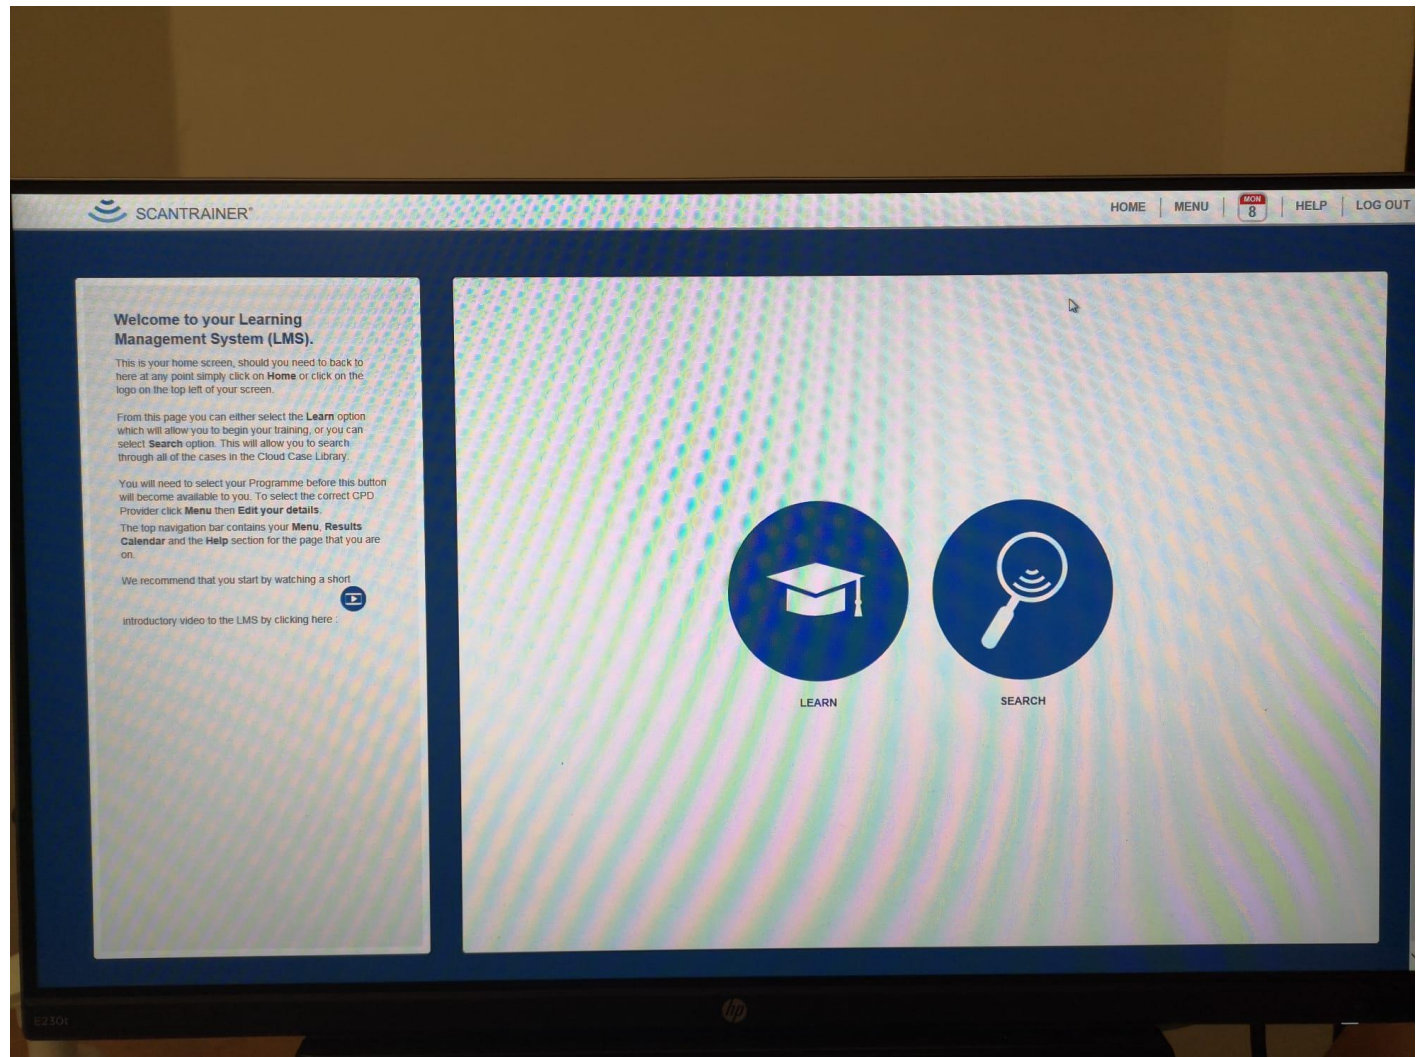 SCANTRAINER®
HOME
MENU
MON
8
HELP
LOG OUT
Welcome to your Learning
Management System (LMS).
This is your home screen, should you need to back to
here at any point simply click on Home or click on the
logo on the top left of your screen.
From this page you can either select the Learn option
which will allow you to begin your training, or you can
select Search option. This will allow you to search
through all of the cases in the Cloud Case Library.
You will need to select your Programme before this button
will become available to you. To select the correct CPD
Provider click Menu then Edit your details.
The top navigation bar contains your Menu, Results
Calendar and the Help section for the page that you are
on.
We recommend that you start by watching a short
introductory video to the LMS by clicking here :
LEARN
SEARCH
hp
E230t